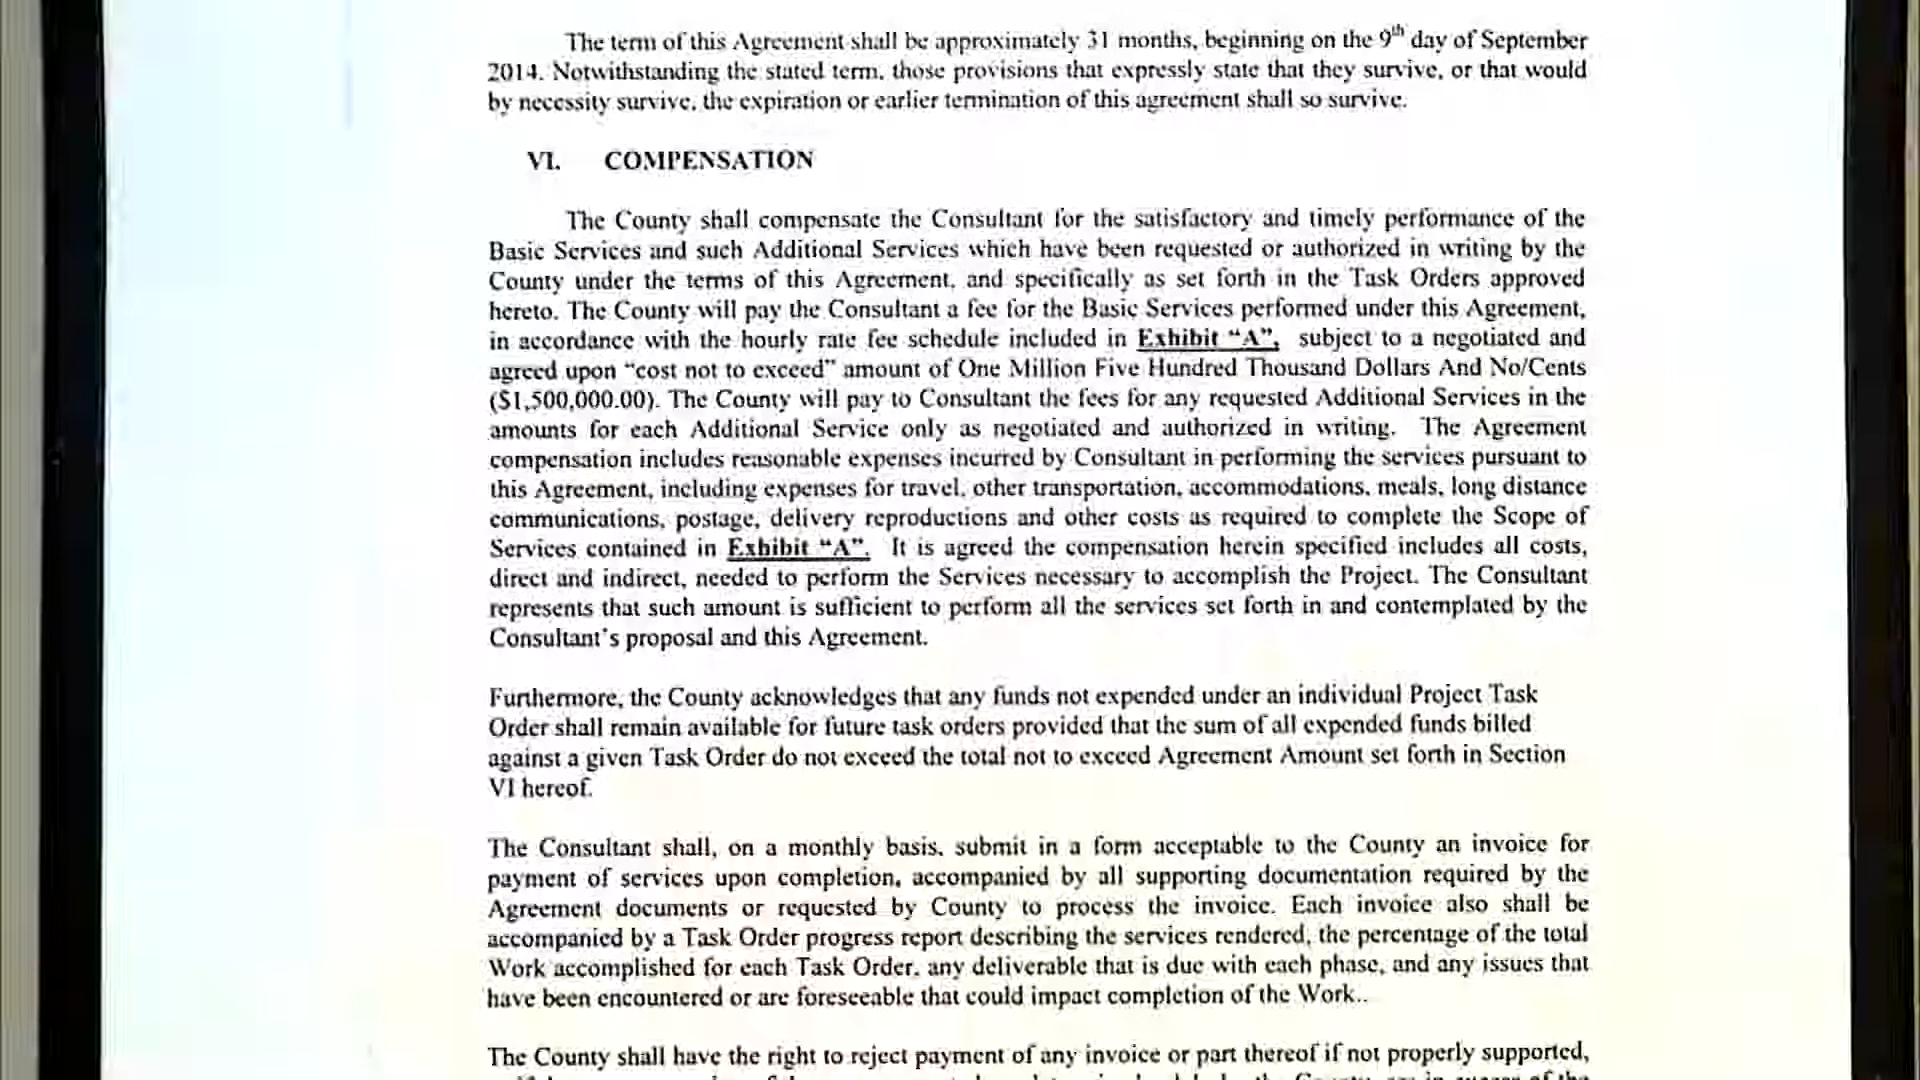 The term of this Agreement shall be approximately 31 months, beginning on the 9th day of September
2014. Notwithstanding the stated term, those provisions that expressly state that they survive, or that would
by necessity survive, the expiration or earlier termination of this agreement shall so survive.
VI. COMPENSATION
The County shall compensate the Consultant for the satisfactory and timely performance of the
Basic Services and such Additional Services which have been requested or authorized in writing by the
County under the terms of this Agreement, and specifically as set forth in the Task Orders approved
hereto. The County will pay the Consultant a fee for the Basic Services performed under this Agreement,
in accordance with the hourly rate fee schedule included in Exhibit “A”, subject to a negotiated and
agreed upon “cost not to exceed” amount of One Million Five Hundred Thousand Dollars And No/Cents
($1,500,000.00). The County will pay to Consultant the fees for any requested Additional Services in the
amounts for each Additional Service only as negotiated and authorized in writing. The Agreement
compensation includes reasonable expenses incurred by Consultant in performing the services pursuant to
this Agreement, including expenses for travel, other transportation, accommodations, meals, long distance
communications, postage, delivery reproductions and other costs as required to complete the Scope of
Services contained in Exhibit “A”. It is agreed the compensation herein specified includes all costs,
direct and indirect, needed to perform the Services necessary to accomplish the Project. The Consultant
represents that such amount is sufficient to perform all the services set forth in and contemplated by the
Consultant's proposal and this Agreement.
Furthermore, the County acknowledges that any funds not expended under an individual Project Task
Order shall remain available for future task orders provided that the sum of all expended funds billed
against a given Task Order do not exceed the total not to exceed Agreement Amount set forth in Section
VI hereof.
The Consultant shall, on a monthly basis, submit in a form acceptable to the County an invoice for
payment of services upon completion, accompanied by all supporting documentation required by the
Agreement documents or requested by County to process the invoice. Each invoice also shall be
accompanied by a Task Order progress report describing the services rendered, the percentage of the total
Work accomplished for each Task Order, any deliverable that is due with each phase, and any issues that
have been encountered or are foreseeable that could impact completion of the Work..
The County shall have the right to reject payment of any invoice or part thereof if not properly supported,